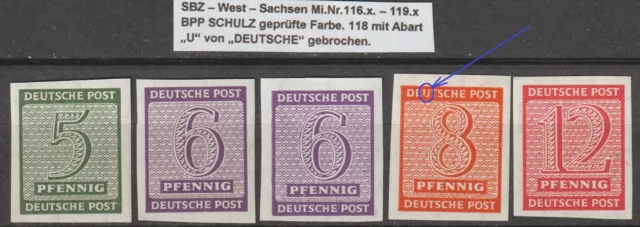 SBZ – West – Sachsen Mi.Nr.116.x. – 119.x
BPP SCHULZ geprüfte Farbe. 118 mit Abart
„U“ von „DEUTSCHE“ gebrochen.
DEUTSCHE POST
5
PFENNIG
DEUTSCHE POST
DEUTSCHE POST
6
PFENNIG
DEUTSCHE POST
DEUTSCHE POST
6
PFENNIG
DEUTSCHE POST
DEUTSCHE POST
8
PFENNIG
DEUTSCHE POST
DEUTSCHE POST
12
PFENNIG
DEUTSCHE POST